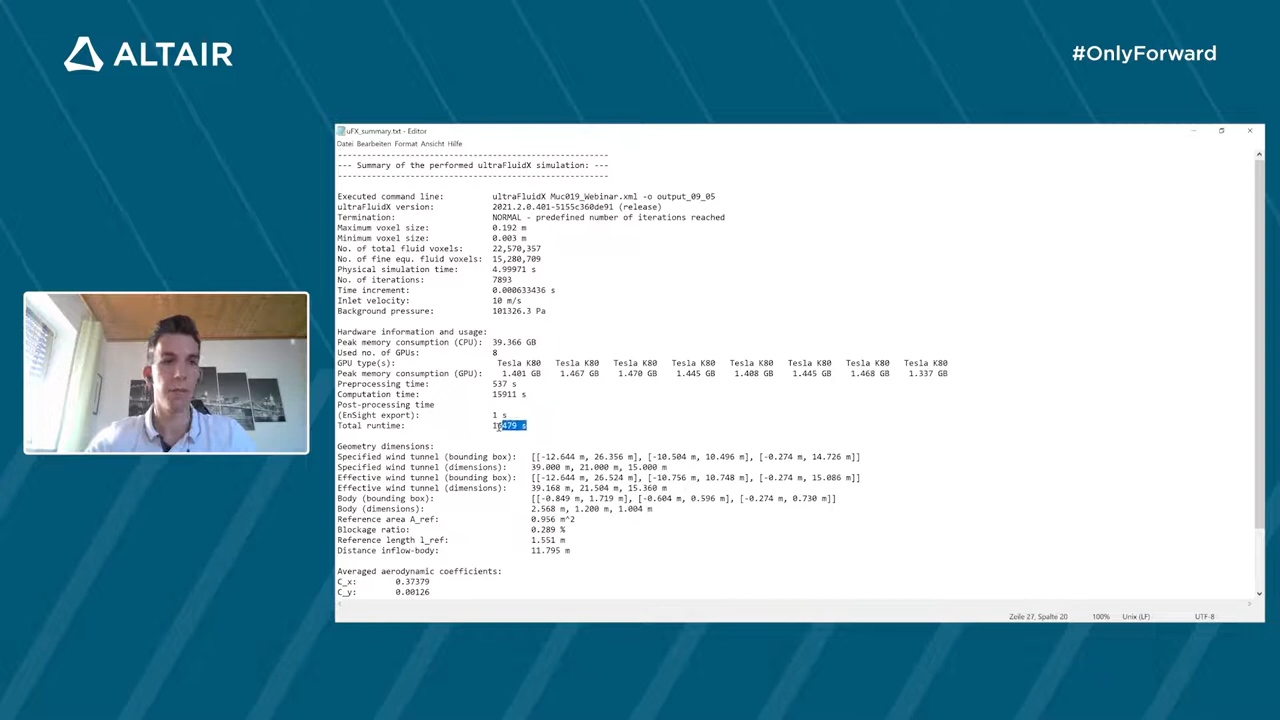 ALTAIR
#OnlyForward
uFX_summary.txt - Editor
Datei Bearbeiten Format Ansicht Hilfe
----------------------------------------------------------
--- Summary of the performed ultraFluidX simulation: ---
----------------------------------------------------------
Executed command line: ultraFluidX Muc019_Webinar.xml -o output_09_05
ultraFluidX version: 2021.2.0.401-5155c360de91 (release)
Termination: NORMAL - predefined number of iterations reached
Maximum voxel size: 0.192 m
Minimum voxel size: 0.003 m
No. of total fluid voxels: 22,570,357
No. of fine equ. fluid voxels: 15,280,709
Physical simulation time: 4.99971 s
No. of iterations: 7893
Time increment: 0.000633436 s
Inlet velocity: 10 m/s
Background pressure: 101326.3 Pa
Hardware information and usage:
Peak memory consumption (CPU): 39.366 GB
Used no. of GPUs: 8
GPU type(s): Tesla K80 Tesla K80 Tesla K80 Tesla K80 Tesla K80 Tesla K80 Tesla K80 Tesla K80
Peak memory consumption (GPU): 1.401 GB 1.467 GB 1.470 GB 1.445 GB 1.408 GB 1.445 GB 1.468 GB 1.337 GB
Preprocessing time: 537 s
Computation time: 15911 s
Post-processing time
(EnSight export): 1 s
Total runtime: s
Geometry dimensions:
Specified wind tunnel (bounding box): [[-12.644 m, 26.356 m], [-10.504 m, 10.496 m], [-0.274 m, 14.726 m]]
Specified wind tunnel (dimensions): 39.000 m, 21.000 m, 15.000 m
Effective wind tunnel (bounding box): [[-12.644 m, 26.524 m], [-10.756 m, 10.748 m], [-0.274 m, 15.086 m]]
Effective wind tunnel (dimensions): 39.168 m, 21.504 m, 15.360 m
Body (bounding box): [[-0.849 m, 1.719 m], [-0.604 m, 0.596 m], [-0.274 m, 0.730 m]]
Body (dimensions): 2.568 m, 1.200 m, 1.004 m
Reference area A_ref: 0.956 m^2
Blockage ratio: 0.289 %
Reference length l_ref: 1.551 m
Distance inflow-body: 11.795 m
Averaged aerodynamic coefficients:
C_x: 0.37379
C_y: 0.00126
Zeile 27, Spalte 20 100% Unix (LF) UTF-8